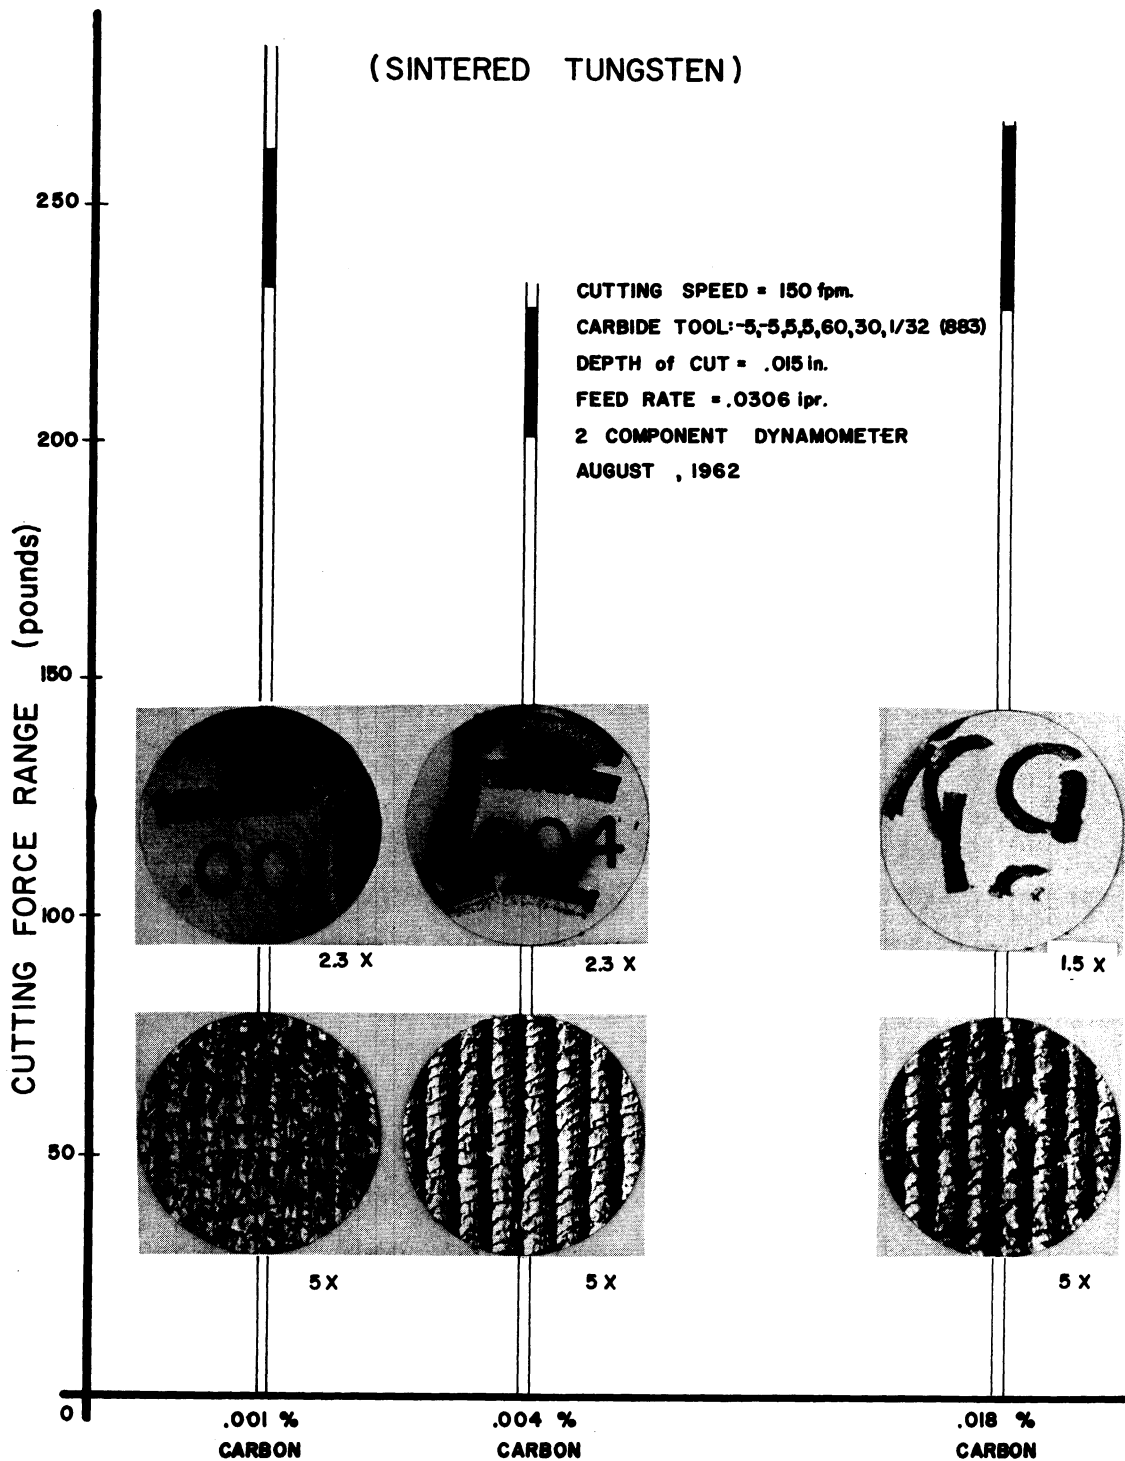 (SINTERED TUNGSTEN)
250
CUTTING SPEED = 150 fpm.
CARBIDE TOOL:-5,-5,5,5,60,30,1/32 (883)
DEPTH of CUT = .015 in.
FEED RATE = .0306 ipr.
200
2 COMPONENT DYNAMOMETER
AUGUST , 1962
CUTTING FORCE RANGE (pounds)
150
100
.00
.004
2.3 X
2.3 X
1.5 X
50
5 X
5 X
5 X
0
.001 %
CARBON
.004 %
CARBON
.018 %
CARBON